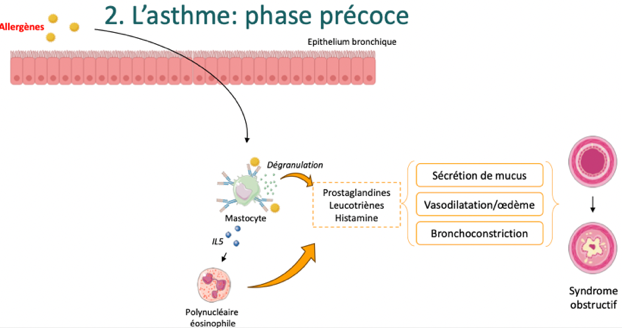 2. L'asthme: phase précoce
Allergènes
Epithelium bronchique
Dégranulation
Mastocyte
IL5
Polynucléaire
éosinophile
Prostaglandines
Leucotriènes
Histamine
Sécrétion de mucus
Vasodilatation/œdème
Bronchoconstriction
Syndrome
obstructif